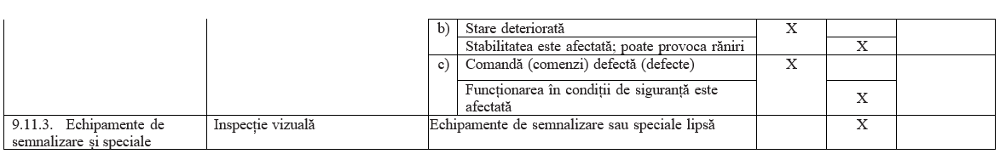 b) Stare deteriorată X
Stabilitatea este afectată; poate provoca răniri X
c) Comandă (comenzi) defectă (defecte) X
Funcționarea în condiții de siguranță este
afectată X
9.11.3. Echipamente de Inspecție vizuală Echipamente de semnalizare sau speciale lipsă X
semnalizare și speciale